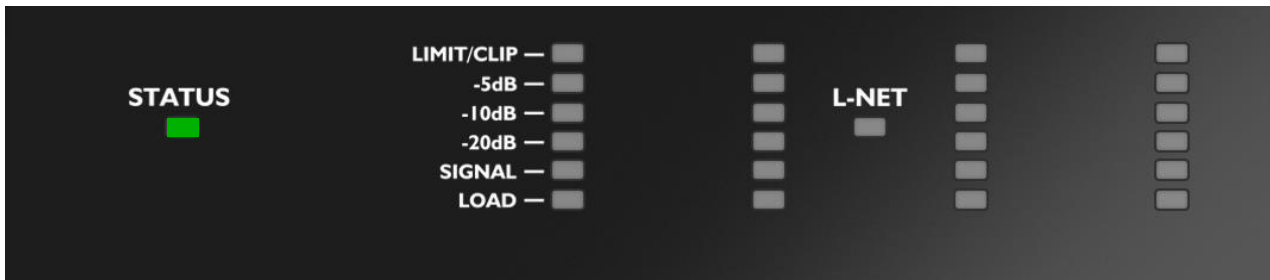 STATUS
LIMIT/CLIP
-5dB
-10dB
-20dB
SIGNAL
LOAD
L-NET